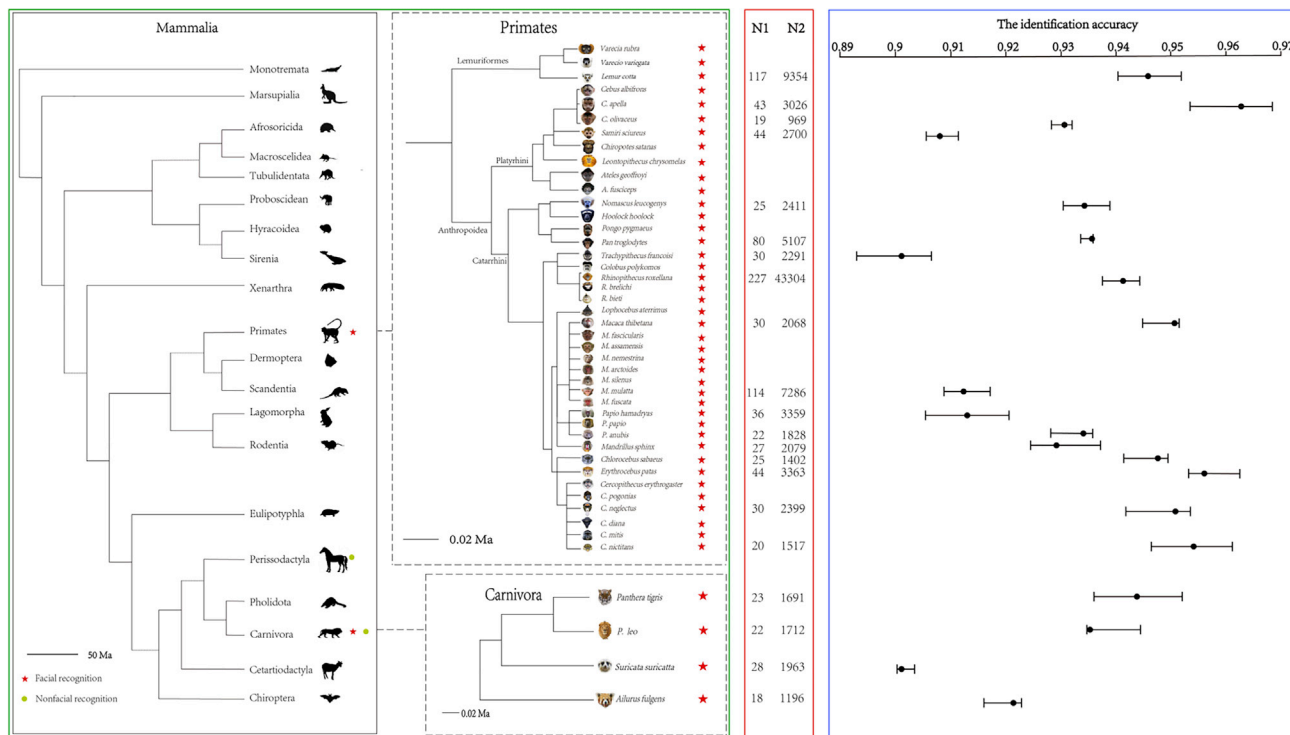 Mammalia
Monotremata
Marsupialia
Afrosoricida
Macroscelidea
Tubulidentata
Proboscidean
Hyracoidea
Sirenia
Xenarthra
Primates
Dermoptera
Scandentia
Lagomorpha
Rodentia
Eulipotyphla
Perissodactyla
Pholidota
Carnivora
Cetartiodactyla
Chiroptera
50 Ma
Facial recognition
Nonfacial recognition
Primates
Lemuriformes
Anthropoidea
Platyrhini
Catarrhini
Varecia rubra
Varecio variegata
Lemur catta
Cebus albifrons
C. apella
C. olivaceus
Samiri sciureus
Chiropotes satanas
Leontopithecus chrysomelas
Ateles geoffroyi
A. fusciceps
Nomascus leucogenys
Hoolock hoolock
Pongo pygmaeus
Pan troglodytes
Trachypithecus francoisi
Colobus polykomos
Rhinopithecus roxellana
R. brelichi
R. bieti
Lophocebus aterrimus
Macaca thibetana
M. fascicularis
M. assamensis
M. nemestrina
M. arctoides
M. silenus
M. mulatta
M. fuscata
Papio hamadryas
P. papio
P. anubis
Mandrillus sphinx
Chlorocebus sabaeus
Erythrocebus patas
Cercopithecus erythrogaster
C. pogonias
C. neglectus
C. diana
C. mitis
C. nictitans
0.02 Ma
Carnivora
Panthera tigris
P. leo
Suricata suricatta
Ailurus fulgens
0.02 Ma
N1 N2
117 9354
43 3026
19 969
44 2700
25 2411
80 5107
30 2291
227 43304
30 2068
114 7286
36 3359
22 1828
27 2079
25 1402
44 3363
30 2399
20 1517
23 1691
22 1712
28 1963
18 1196
The identification accuracy
0,89 0,9 0,91 0,92 0,93 0,94 0,95 0,96 0,97